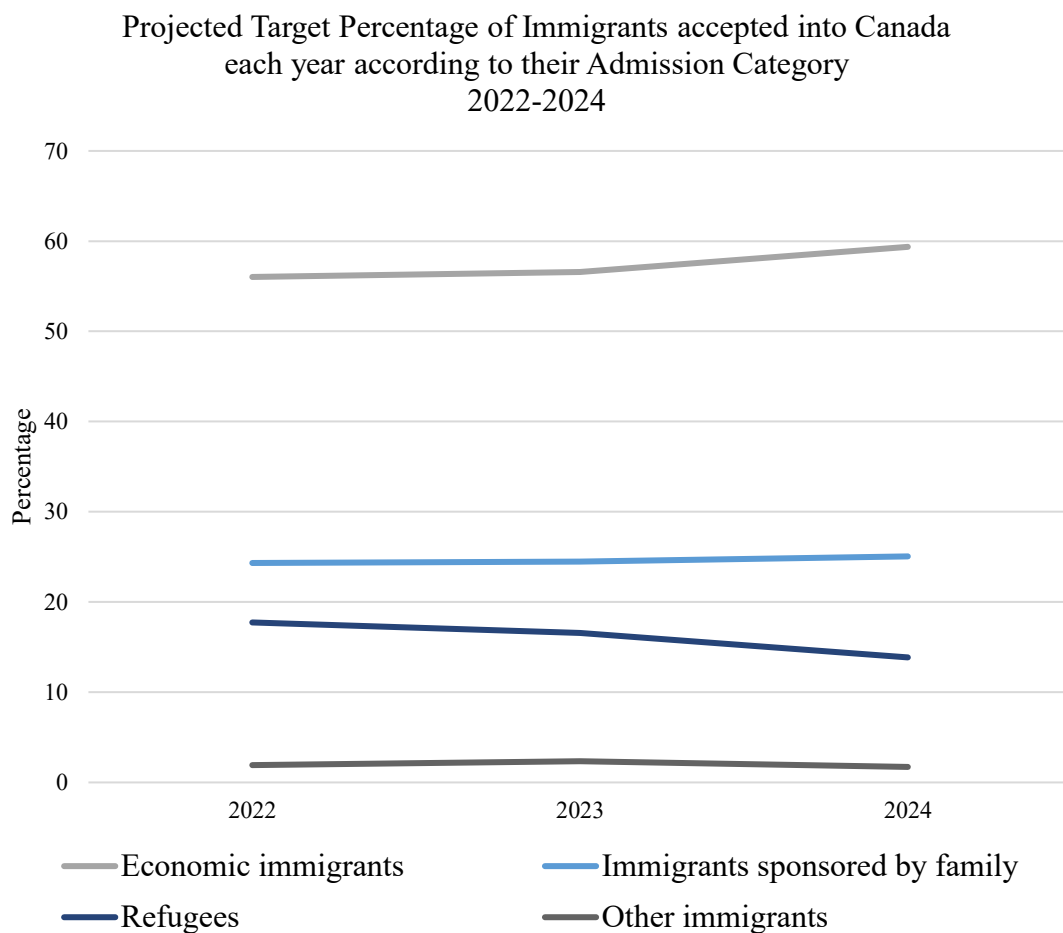 Projected Target Percentage of Immigrants accepted into Canada
each year according to their Admission Category
2022-2024
70
60
50
40
30
20
10
0
Percentage
2022 2023 2024
Economic immigrants Immigrants sponsored by family
Refugees Other immigrants